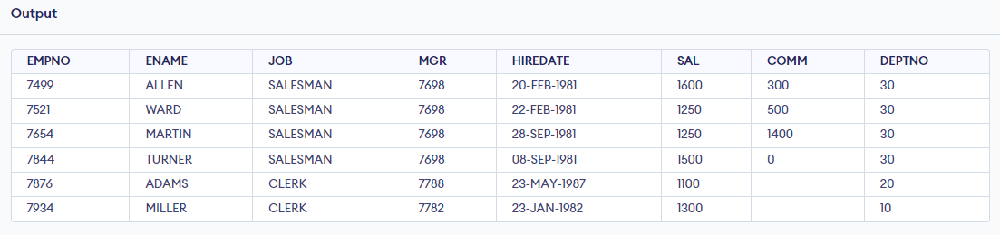 Output
EMPNO ENAME JOB MGR HIREDATE SAL COMM DEPTNO
7499 ALLEN SALESMAN 7698 20-FEB-1981 1600 300 30
7521 WARD SALESMAN 7698 22-FEB-1981 1250 500 30
7654 MARTIN SALESMAN 7698 28-SEP-1981 1250 1400 30
7844 TURNER SALESMAN 7698 08-SEP-1981 1500 0 30
7876 ADAMS CLERK 7788 23-MAY-1987 1100 20
7934 MILLER CLERK 7782 23-JAN-1982 1300 10